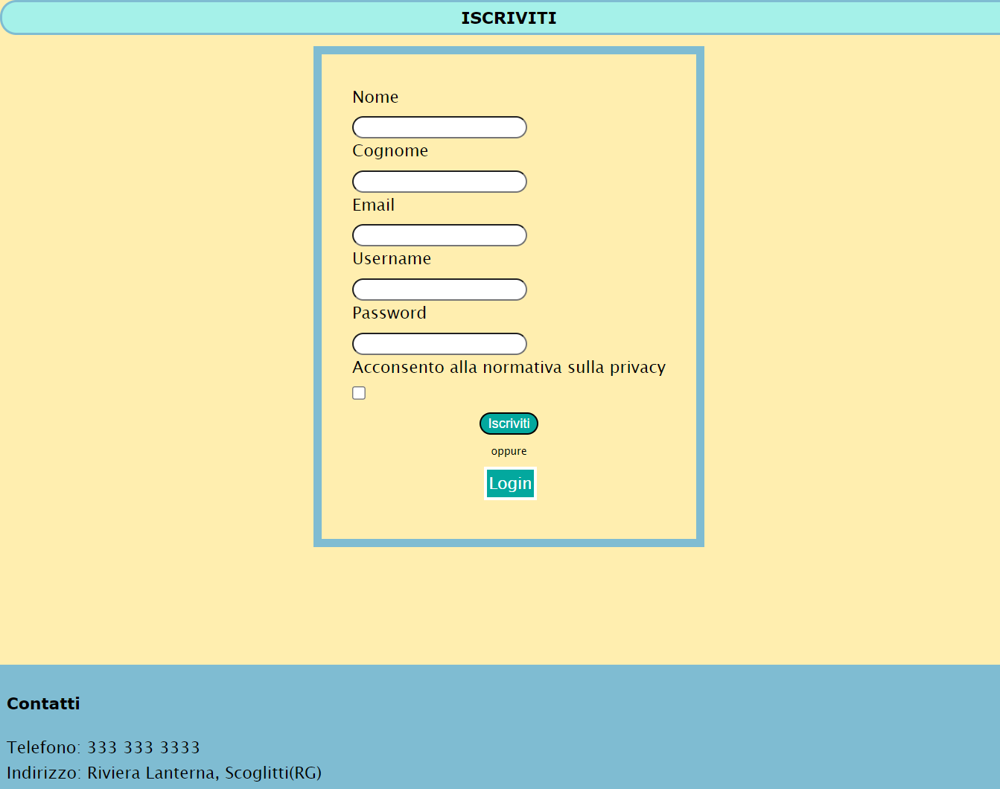 ISCRIVITI
Nome
Cognome
Email
Username
Password
Acconsento alla normativa sulla privacy
Iscriviti
oppure
Login
Contatti
Telefono: 333 333 3333
Indirizzo: Riviera Lanterna, Scoglitti(RG)